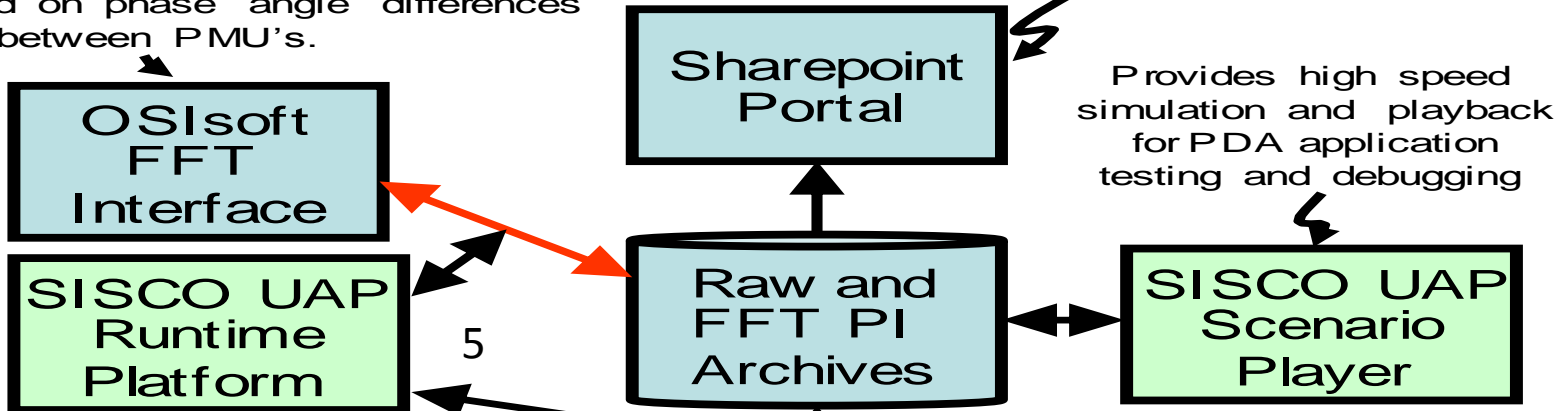 d on phase angle differences
between PMU's.
OSIsoft
FFT
Interface
Sharepoint
Portal
Provides high speed
simulation and playback
for PDA application
testing and debugging
SISCO UAP
Runtime
Platform
5
Raw and
FFT PI
Archives
SISCO UAP
Scenario
Player